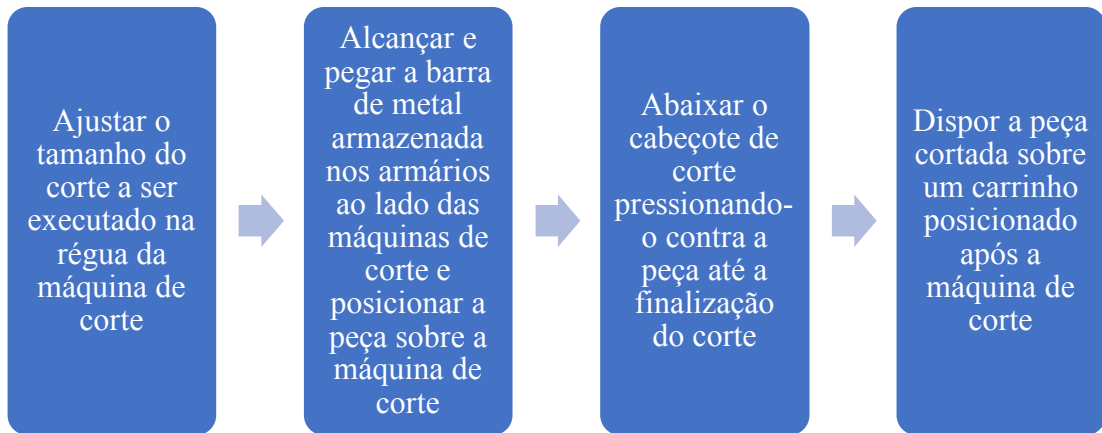 Ajustar o
tamanho do
corte a ser
executado na
régua da
máquina de
corte
Alcançar e
pegar a barra
de metal
armazenada
nos armários
ao lado das
máquinas de
corte e
posicionar a
peça sobre a
máquina de
corte
Abaixar o
cabeçote de
corte
pressionando-
o contra a
peça até a
finalização
do corte
Dispor a peça
cortada sobre
um carrinho
posicionado
após a
máquina de
corte